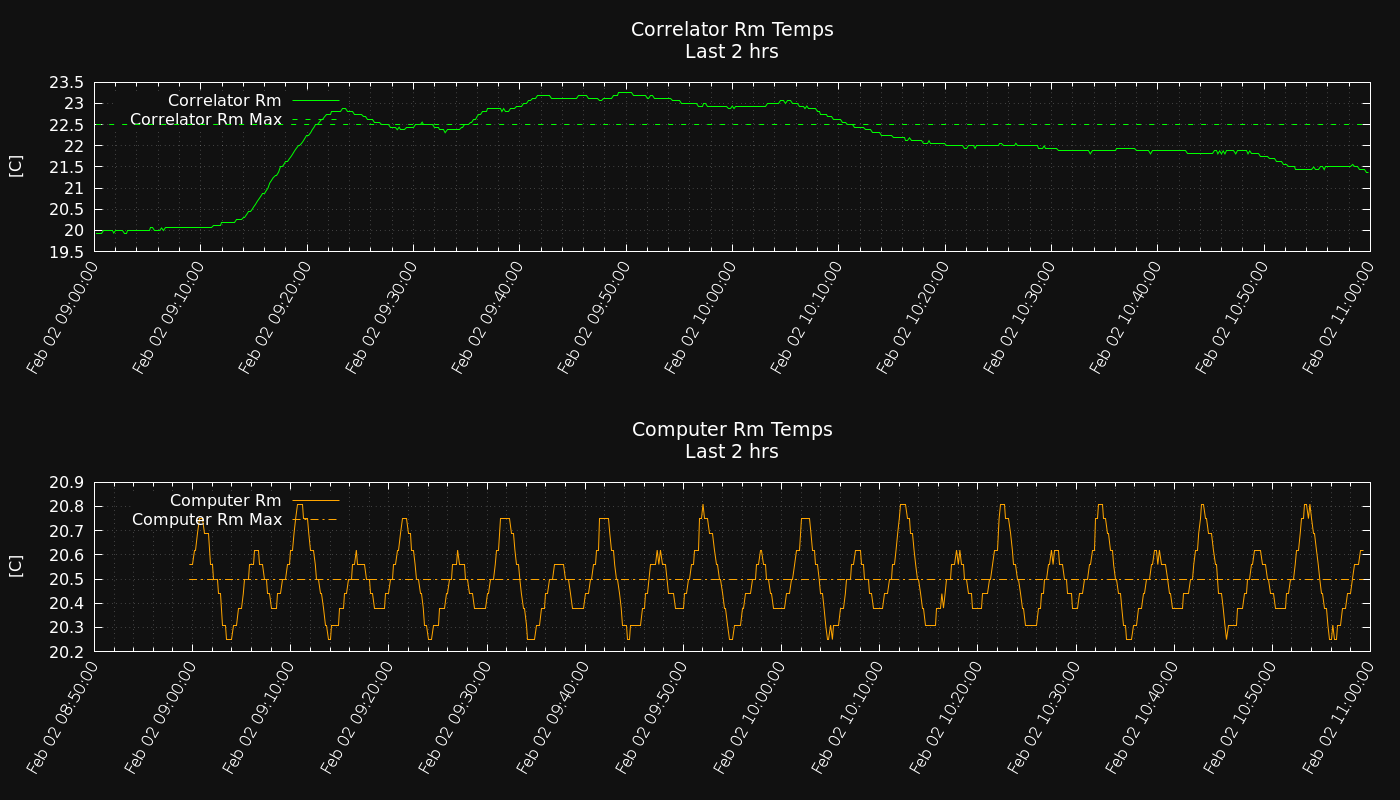 Correlator Rm Temps
Last 2 hrs
Correlator Rm
Correlator Rm Max
[C]
23.5
23
22.5
22
21.5
21
20.5
20
19.5
Feb 02 09:00:00
Feb 02 09:10:00
Feb 02 09:20:00
Feb 02 09:30:00
Feb 02 09:40:00
Feb 02 09:50:00
Feb 02 10:00:00
Feb 02 10:10:00
Feb 02 10:20:00
Feb 02 10:30:00
Feb 02 10:40:00
Feb 02 10:50:00
Feb 02 11:00:00
Computer Rm Temps
Last 2 hrs
Computer Rm
Computer Rm Max
[C]
20.9
20.8
20.7
20.6
20.5
20.4
20.3
20.2
Feb 02 08:50:00
Feb 02 09:00:00
Feb 02 09:10:00
Feb 02 09:20:00
Feb 02 09:30:00
Feb 02 09:40:00
Feb 02 09:50:00
Feb 02 10:00:00
Feb 02 10:10:00
Feb 02 10:20:00
Feb 02 10:30:00
Feb 02 10:40:00
Feb 02 10:50:00
Feb 02 11:00:00